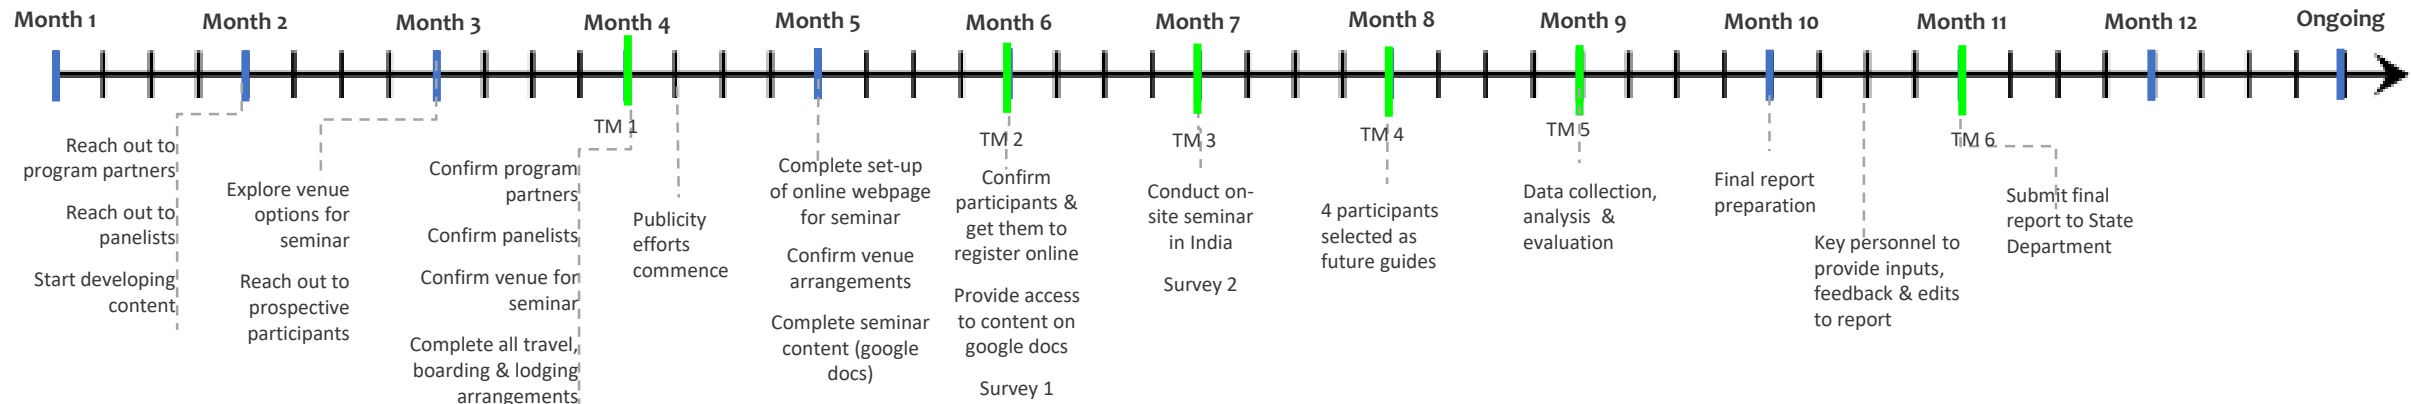 Month 1
Month 2
Month 3
Month 4
Month 5
Month 6
Month 7
Month 8
Month 9
Month 10
Month 11
Month 12
Ongoing
Reach out to
program partners
Reach out to
panelists
Start developing
content
Explore venue
options for
seminar
Reach out to
prospective
participants
TM 1
Confirm program
partners
Confirm panelists
Confirm venue for
seminar
Complete all travel,
boarding & lodging
arrangements
Publicity
efforts
commence
Complete set-up
of online webpage
for seminar
Confirm venue
arrangements
Complete seminar
content (google
docs)
TM 2
Confirm
participants &
get them to
register online
Provide access
to content on
google docs
Survey 1
TM 3
Conduct on-
site seminar
in India
Survey 2
TM 4
4 participants
selected as
future guides
TM 5
Data collection,
analysis &
evaluation
Final report
preparation
Key personnel to
provide inputs,
feedback & edits
to report
TM 6
Submit final
report to State
Department